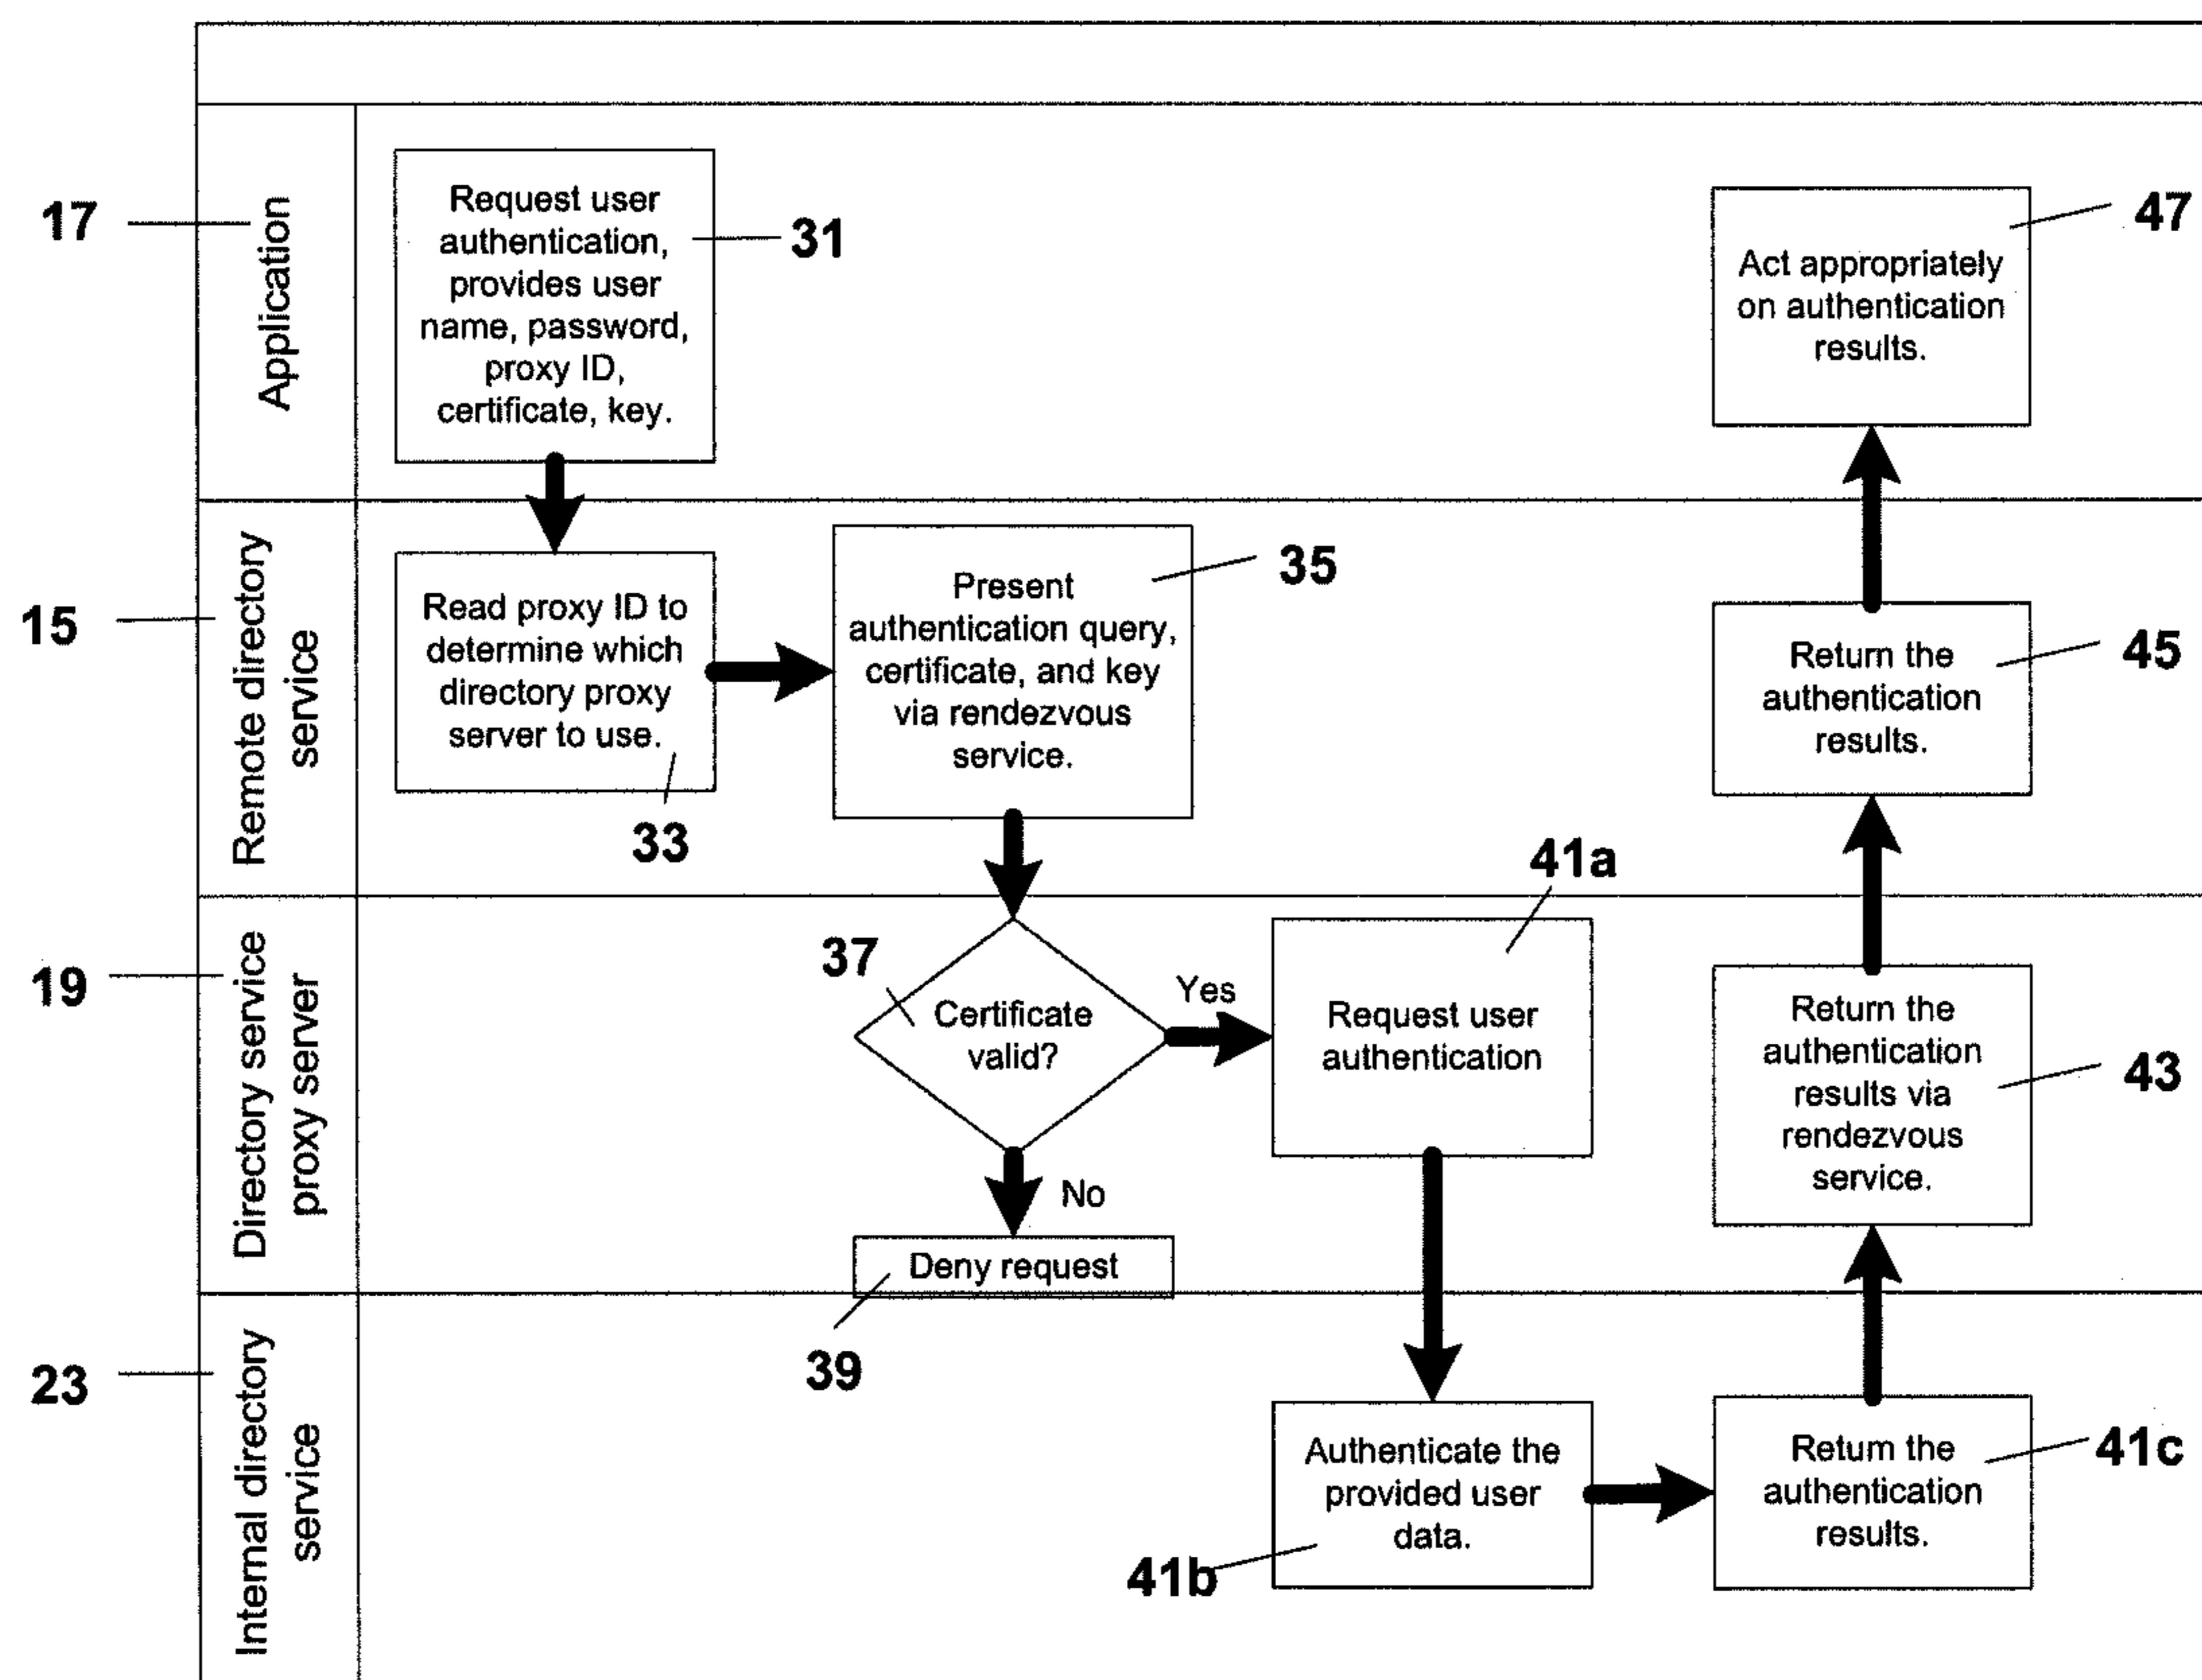 17
Application
Request user
authentication,
provides user
name, password,
proxy ID,
certificate, key.
31
Act appropriately
on authentication
results.
47
15
Remote directory
service
Read proxy ID to
determine which
directory proxy
server to use.
33
Present
authentication query,
certificate, and key
via rendezvous
service.
35
Return the
authentication
results.
45
19
Directory service
proxy server
37
Certificate
valid?
Yes
No
Deny request
39
41a
Request user
authentication
Return the
authentication
results via
rendezvous
service.
43
23
Internal directory
service
Authenticate the
provided user
data.
41b
Return the
authentication
results.
41c